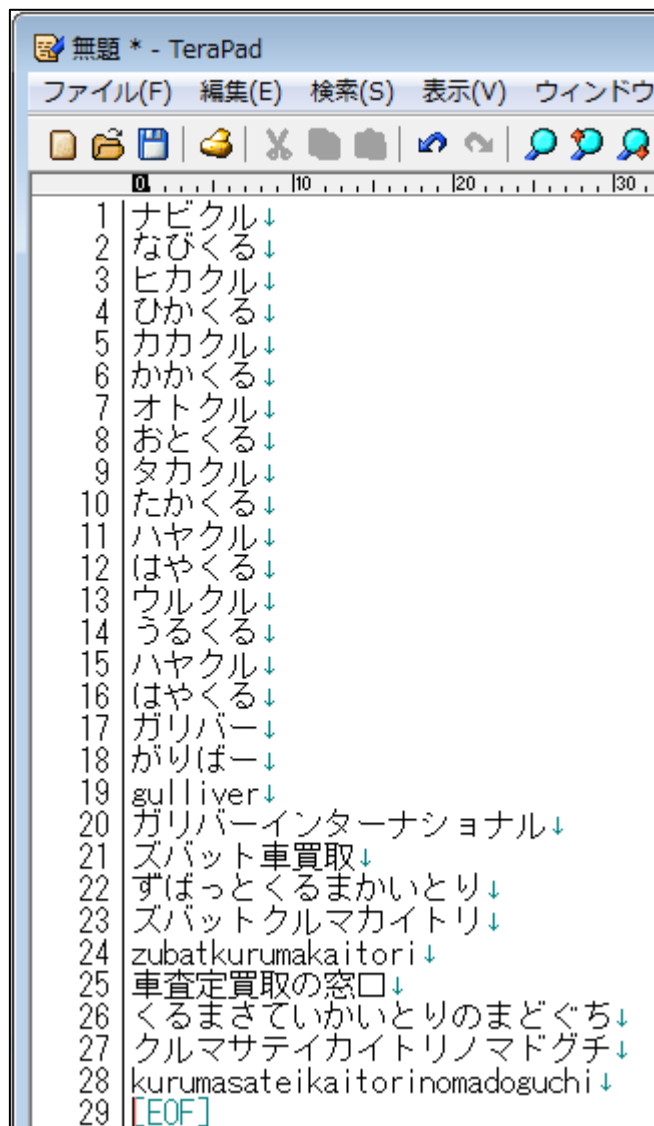 無題 * - TeraPad
ファイル(F) 編集(E) 検索(S) 表示(V) ウィンドウ
0 10 20 30
1 ナビクル↓
2 なびくる↓
3 ヒカクル↓
4 ひかくる↓
5 カカクル↓
6 かかくる↓
7 オトクル↓
8 おとくる↓
9 タカクル↓
10 たかくる↓
11 ハヤクル↓
12 はやくる↓
13 ウルクル↓
14 うるくる↓
15 ハヤクル↓
16 はやくる↓
17 ガリバー↓
18 がりばー↓
19 gulliver↓
20 ガリバーインターナショナル↓
21 ズバット車買取↓
22 ずばっとくるまかいとり↓
23 ズバットクルマカイトリ↓
24 zubatkurumakaitori↓
25 車査定買取の窓口↓
26 くるまさていかいとりのまどぐち↓
27 クルマサテイカイトリノマドグチ↓
28 kurumasateikaitorinomadoguchi↓
29 [EOF]